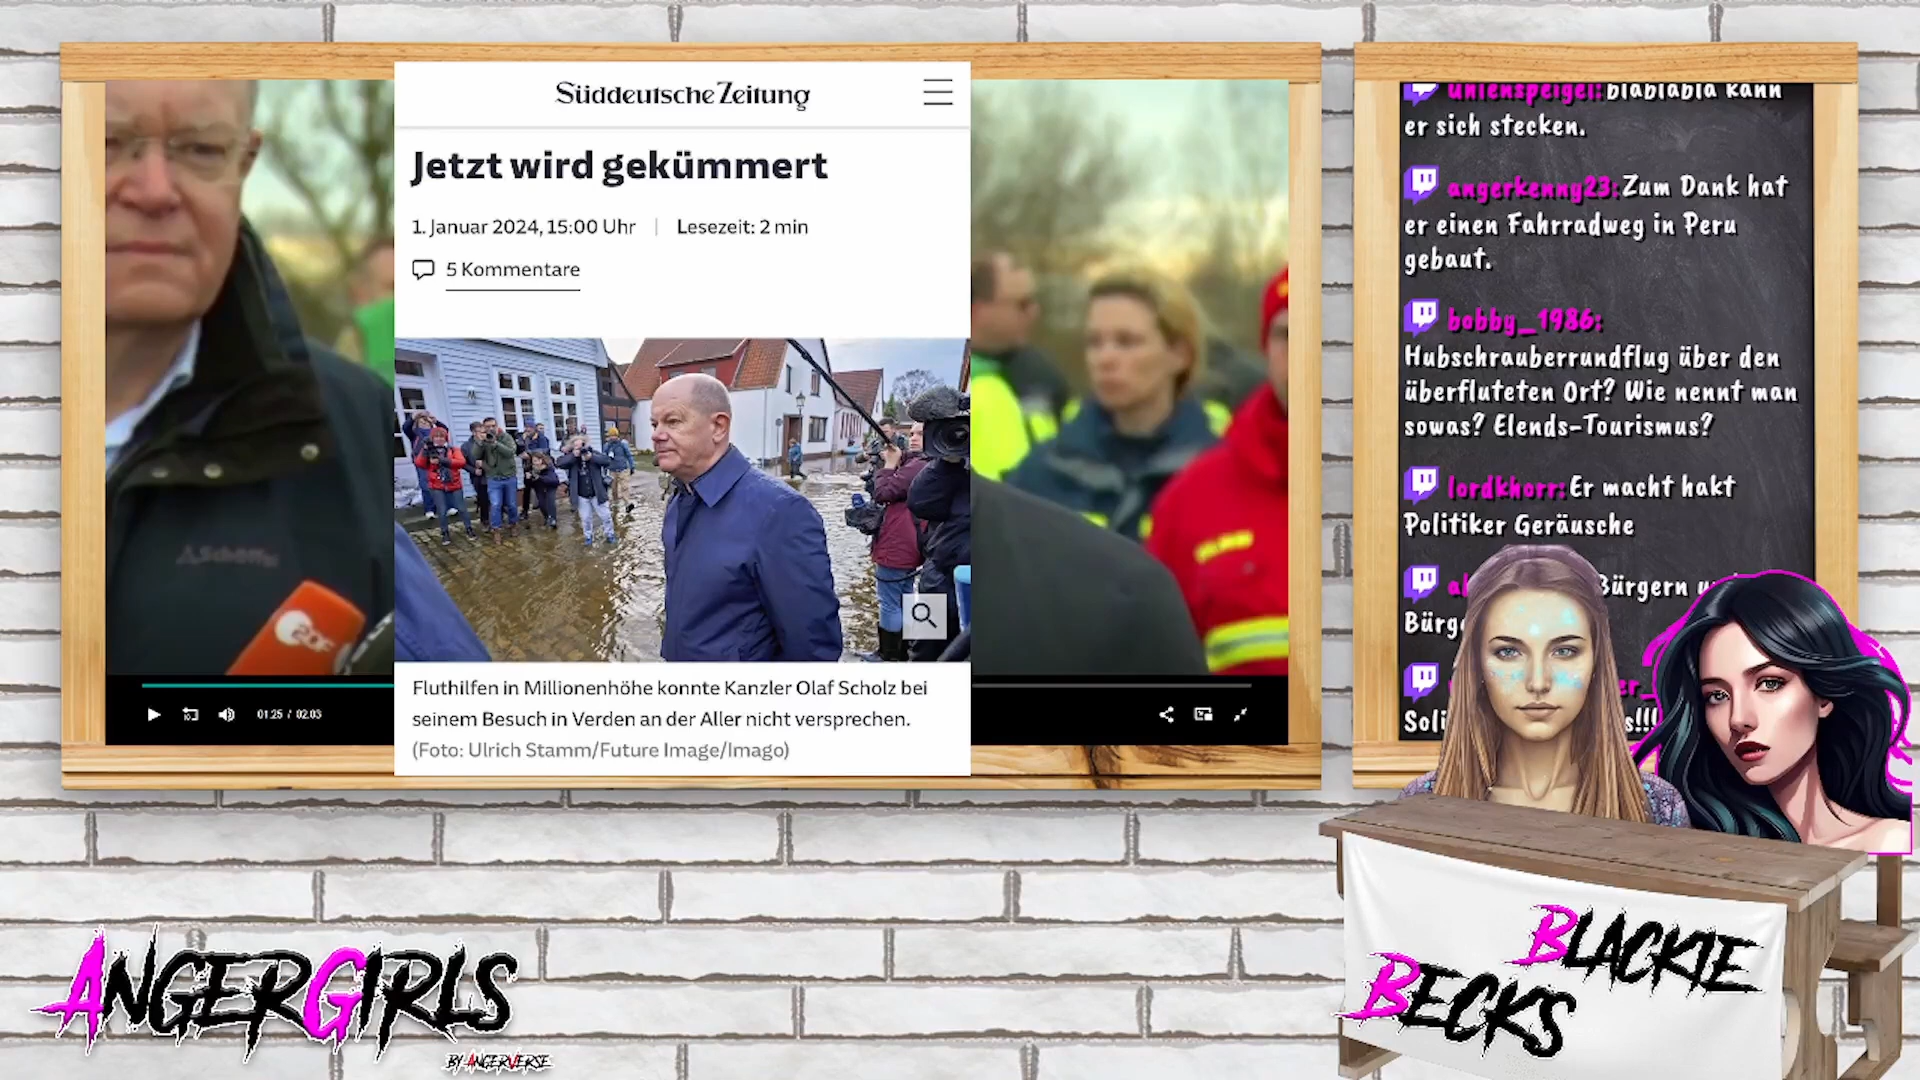 Süddeutsche Zeitung
Jetzt wird gekümmert
1. Januar 2024, 15:00 Uhr | Lesezeit: 2 min
5 Kommentare
Fluthilfen in Millionenhöhe konnte Kanzler Olaf Scholz bei
seinem Besuch in Verden an der Aller nicht versprechen.
(Foto: Ulrich Stamm/Future Image/Imago)
Schöffel
ZDF
01:25 / 02:03
blablabla kann
er sich stecken.
angerkenny23: Zum Dank hat
er einen Fahrradweg in Peru
gebaut.
bobby_1986:
Hubschrauberrundflug über den
überfluteten Ort? Wie nennt man
sowas? Elends-Tourismus?
lordkhorr: Er macht hakt
Politiker Geräusche
Bürgern
ANGERGIRLS
BY ANGERVERSE
BLACKIE
BECKS